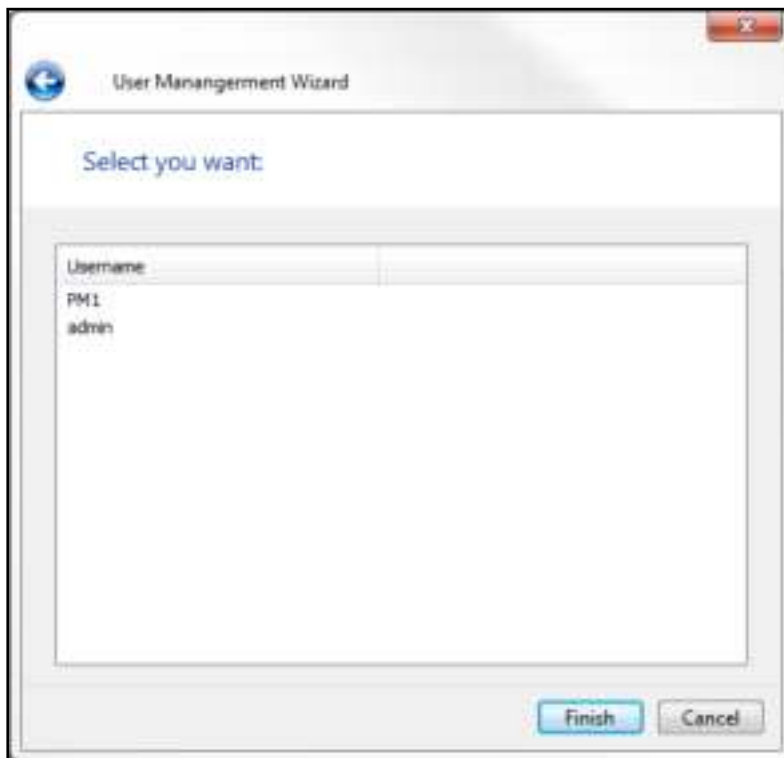 User Manangerment Wizard
Select you want:
Username
PM1
admin
Finish Cancel